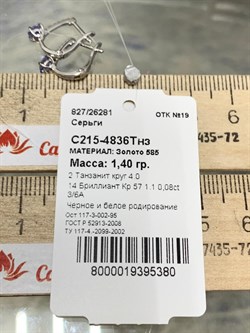 827/26281
ОТК №19
Серьги
С215-4836Тнз
МАТЕРИАЛ: Золото 585
Масса: 1,40 гр.
2 Танзанит круг 4.0
14 Бриллиант Кр 57 1.1 0,08ct
3/6А
Черное и белое родирование
Ост 117-3-002-95
ГОСТ Р 52913-2008
ТУ 117-4.-2099-2002
8000019395380